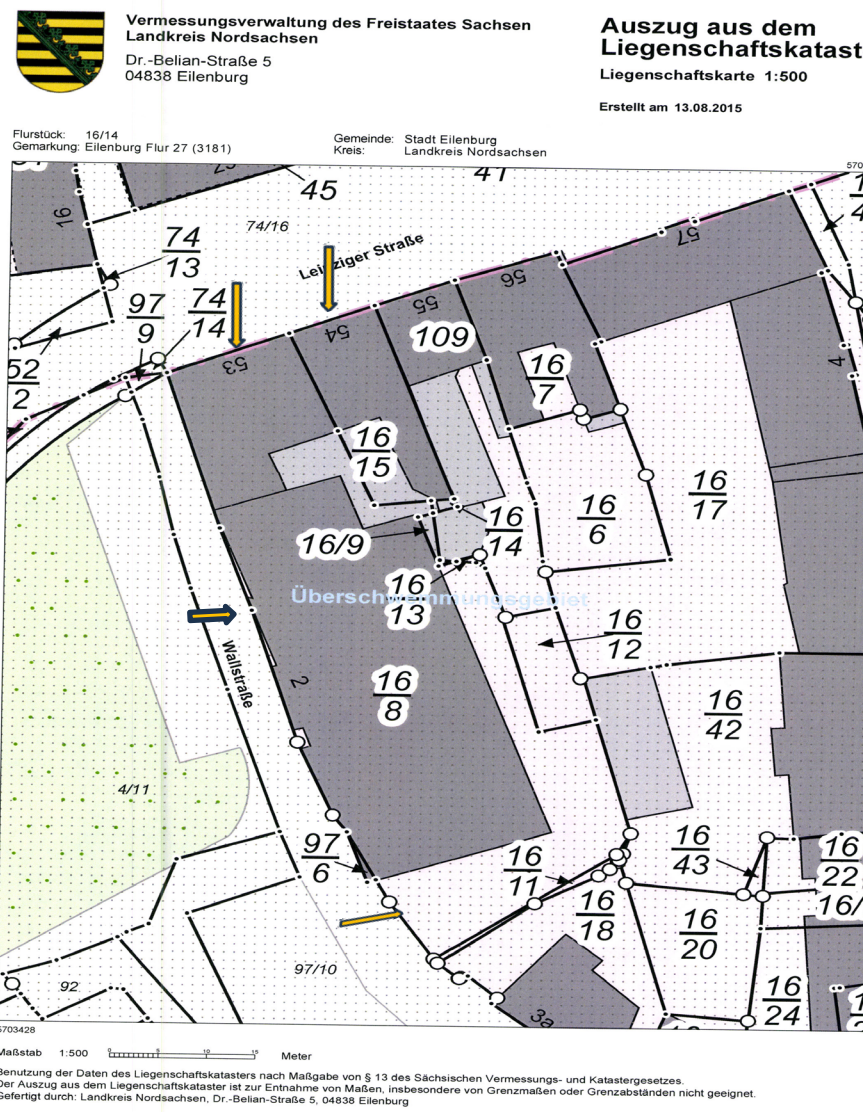 Vermessungsverwaltung des Freistaates Sachsen
Landkreis Nordsachsen
Dr.-Belian-Straße 5
04838 Eilenburg
Auszug aus dem
Liegenschaftskatast
Liegenschaftskarte 1:500
Erstellt am 13.08.2015
Flurstück: 16/14
Gemarkung: Eilenburg Flur 27 (3181)
Gemeinde: Stadt Eilenburg
Kreis: Landkreis Nordsachsen
570
45
41
16
74/16
74
13
Leipziger Straße
57
56
55
54
53
97
9
74
14
52
2
109
16
7
4
16
15
16
17
16
6
16/9
16
14
16
13
Überschwemmungsgebiet
16
12
Wallstraße
2
16
8
16
42
4/11
97
6
16
11
16
43
16
22
16/
16
18
16
20
97/10
92
16
24
3a
5703428
Maßstab 1:500
0 5 10 15
Meter
Benutzung der Daten des Liegenschaftskatasters nach Maßgabe von § 13 des Sächsischen Vermessungs- und Katastergesetzes.
Der Auszug aus dem Liegenschaftskataster ist zur Entnahme von Maßen, insbesondere von Grenzmaßen oder Grenzabständen nicht geeignet.
Gefertigt durch: Landkreis Nordsachsen, Dr.-Belian-Straße 5, 04838 Eilenburg